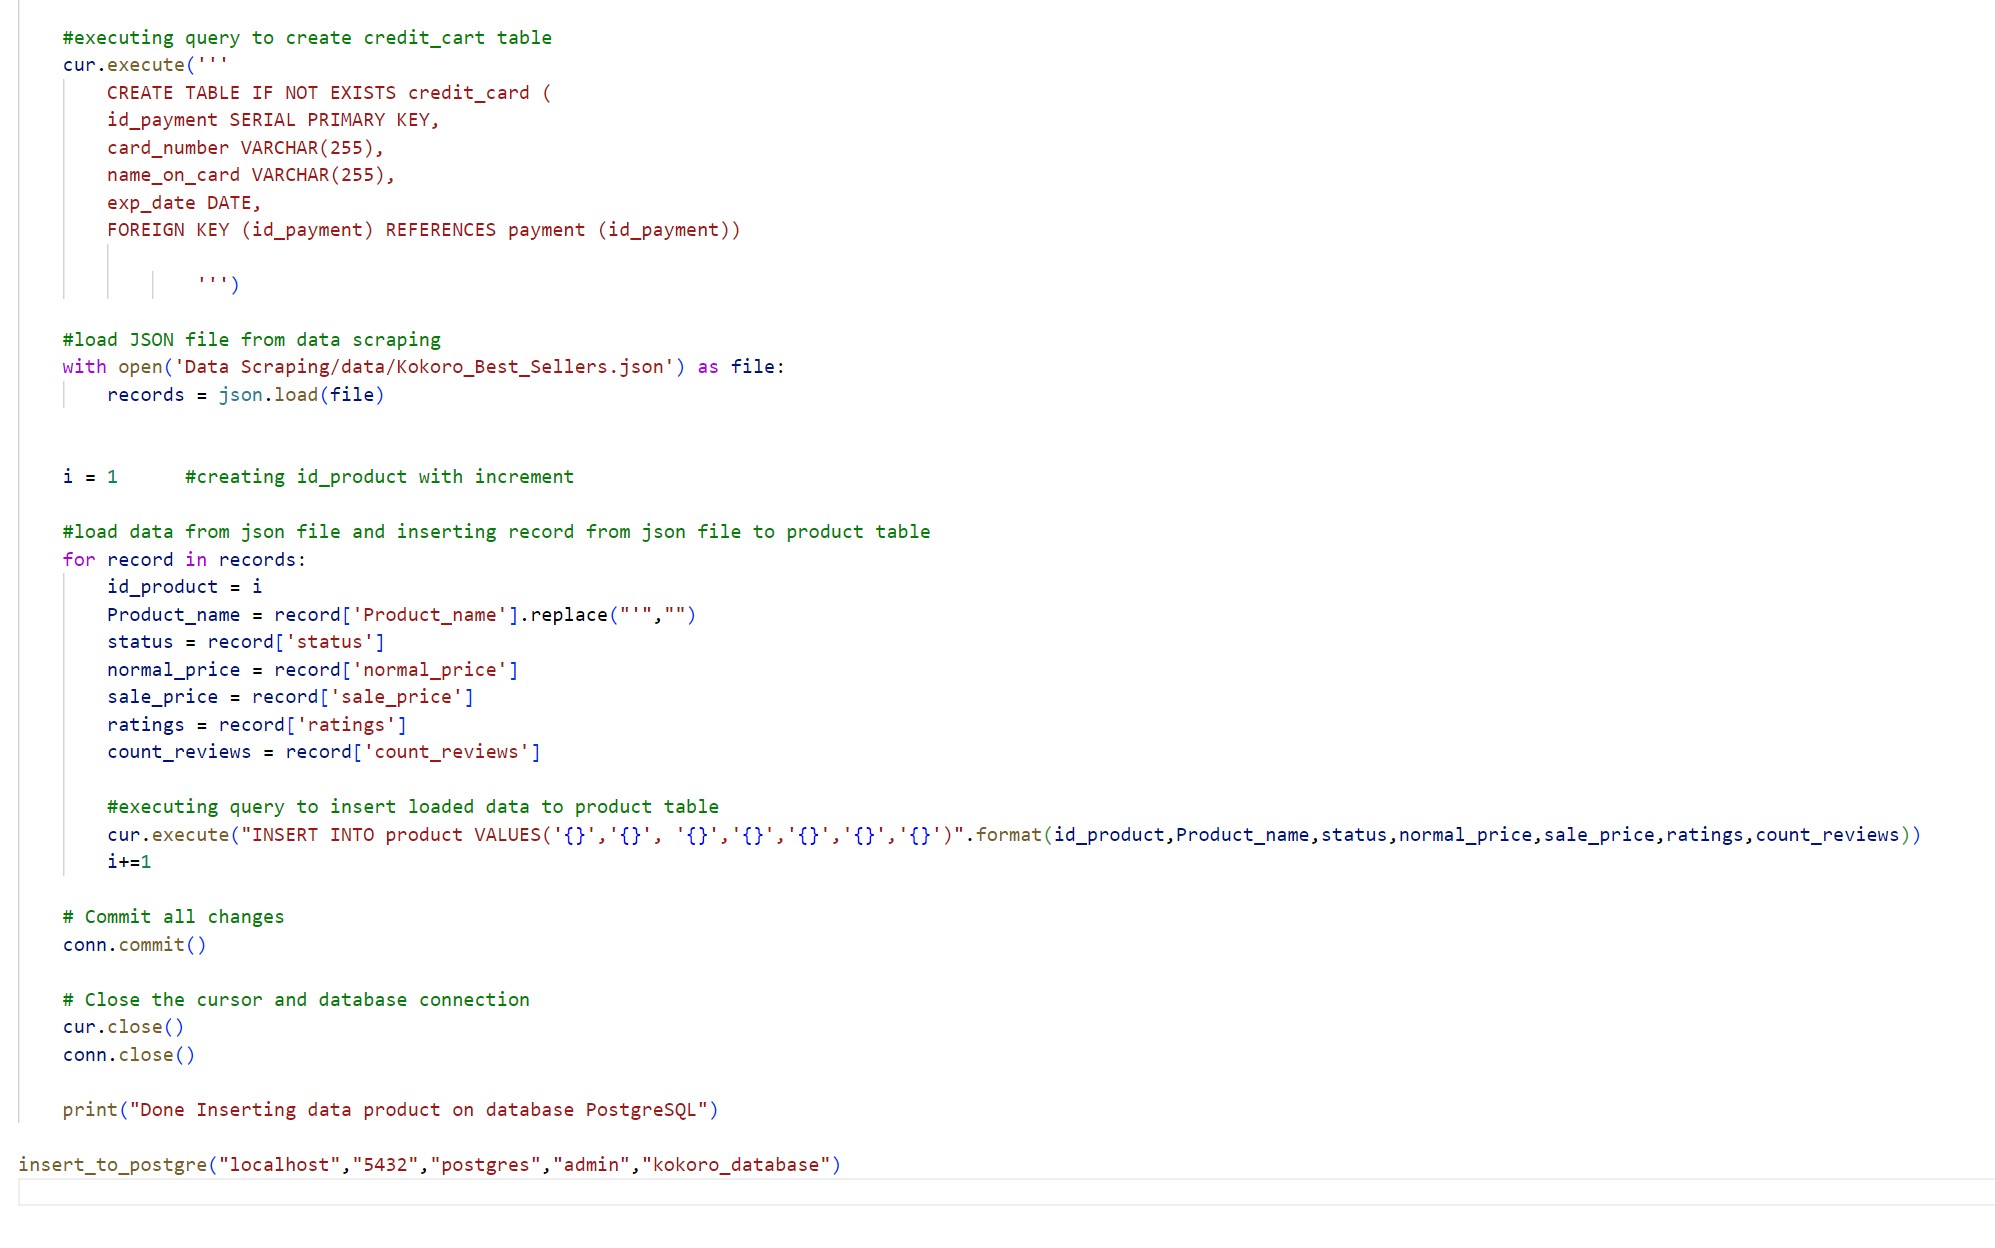 #executing query to create credit_cart table
cur.execute('''
CREATE TABLE IF NOT EXISTS credit_card (
id_payment SERIAL PRIMARY KEY,
card_number VARCHAR(255),
name_on_card VARCHAR(255),
exp_date DATE,
FOREIGN KEY (id_payment) REFERENCES payment (id_payment))
''')
#load JSON file from data scraping
with open('Data Scraping/data/Kokoro_Best_Sellers.json') as file:
records = json.load(file)
i = 1      #creating id_product with increment
#load data from json file and inserting record from json file to product table
for record in records:
id_product = i
Product_name = record['Product_name'].replace("'","")
status = record['status']
normal_price = record['normal_price']
sale_price = record['sale_price']
ratings = record['ratings']
count_reviews = record['count_reviews']
#executing query to insert loaded data to product table
cur.execute("INSERT INTO product VALUES('{}','{}', '{}','{}','{}','{}','{}')".format(id_product,Product_name,status,normal_price,sale_price,ratings,count_reviews))
i+=1
# Commit all changes
conn.commit()
# Close the cursor and database connection
cur.close()
conn.close()
print("Done Inserting data product on database PostgreSQL")
insert_to_postgre("localhost","5432","postgres","admin","kokoro_database")